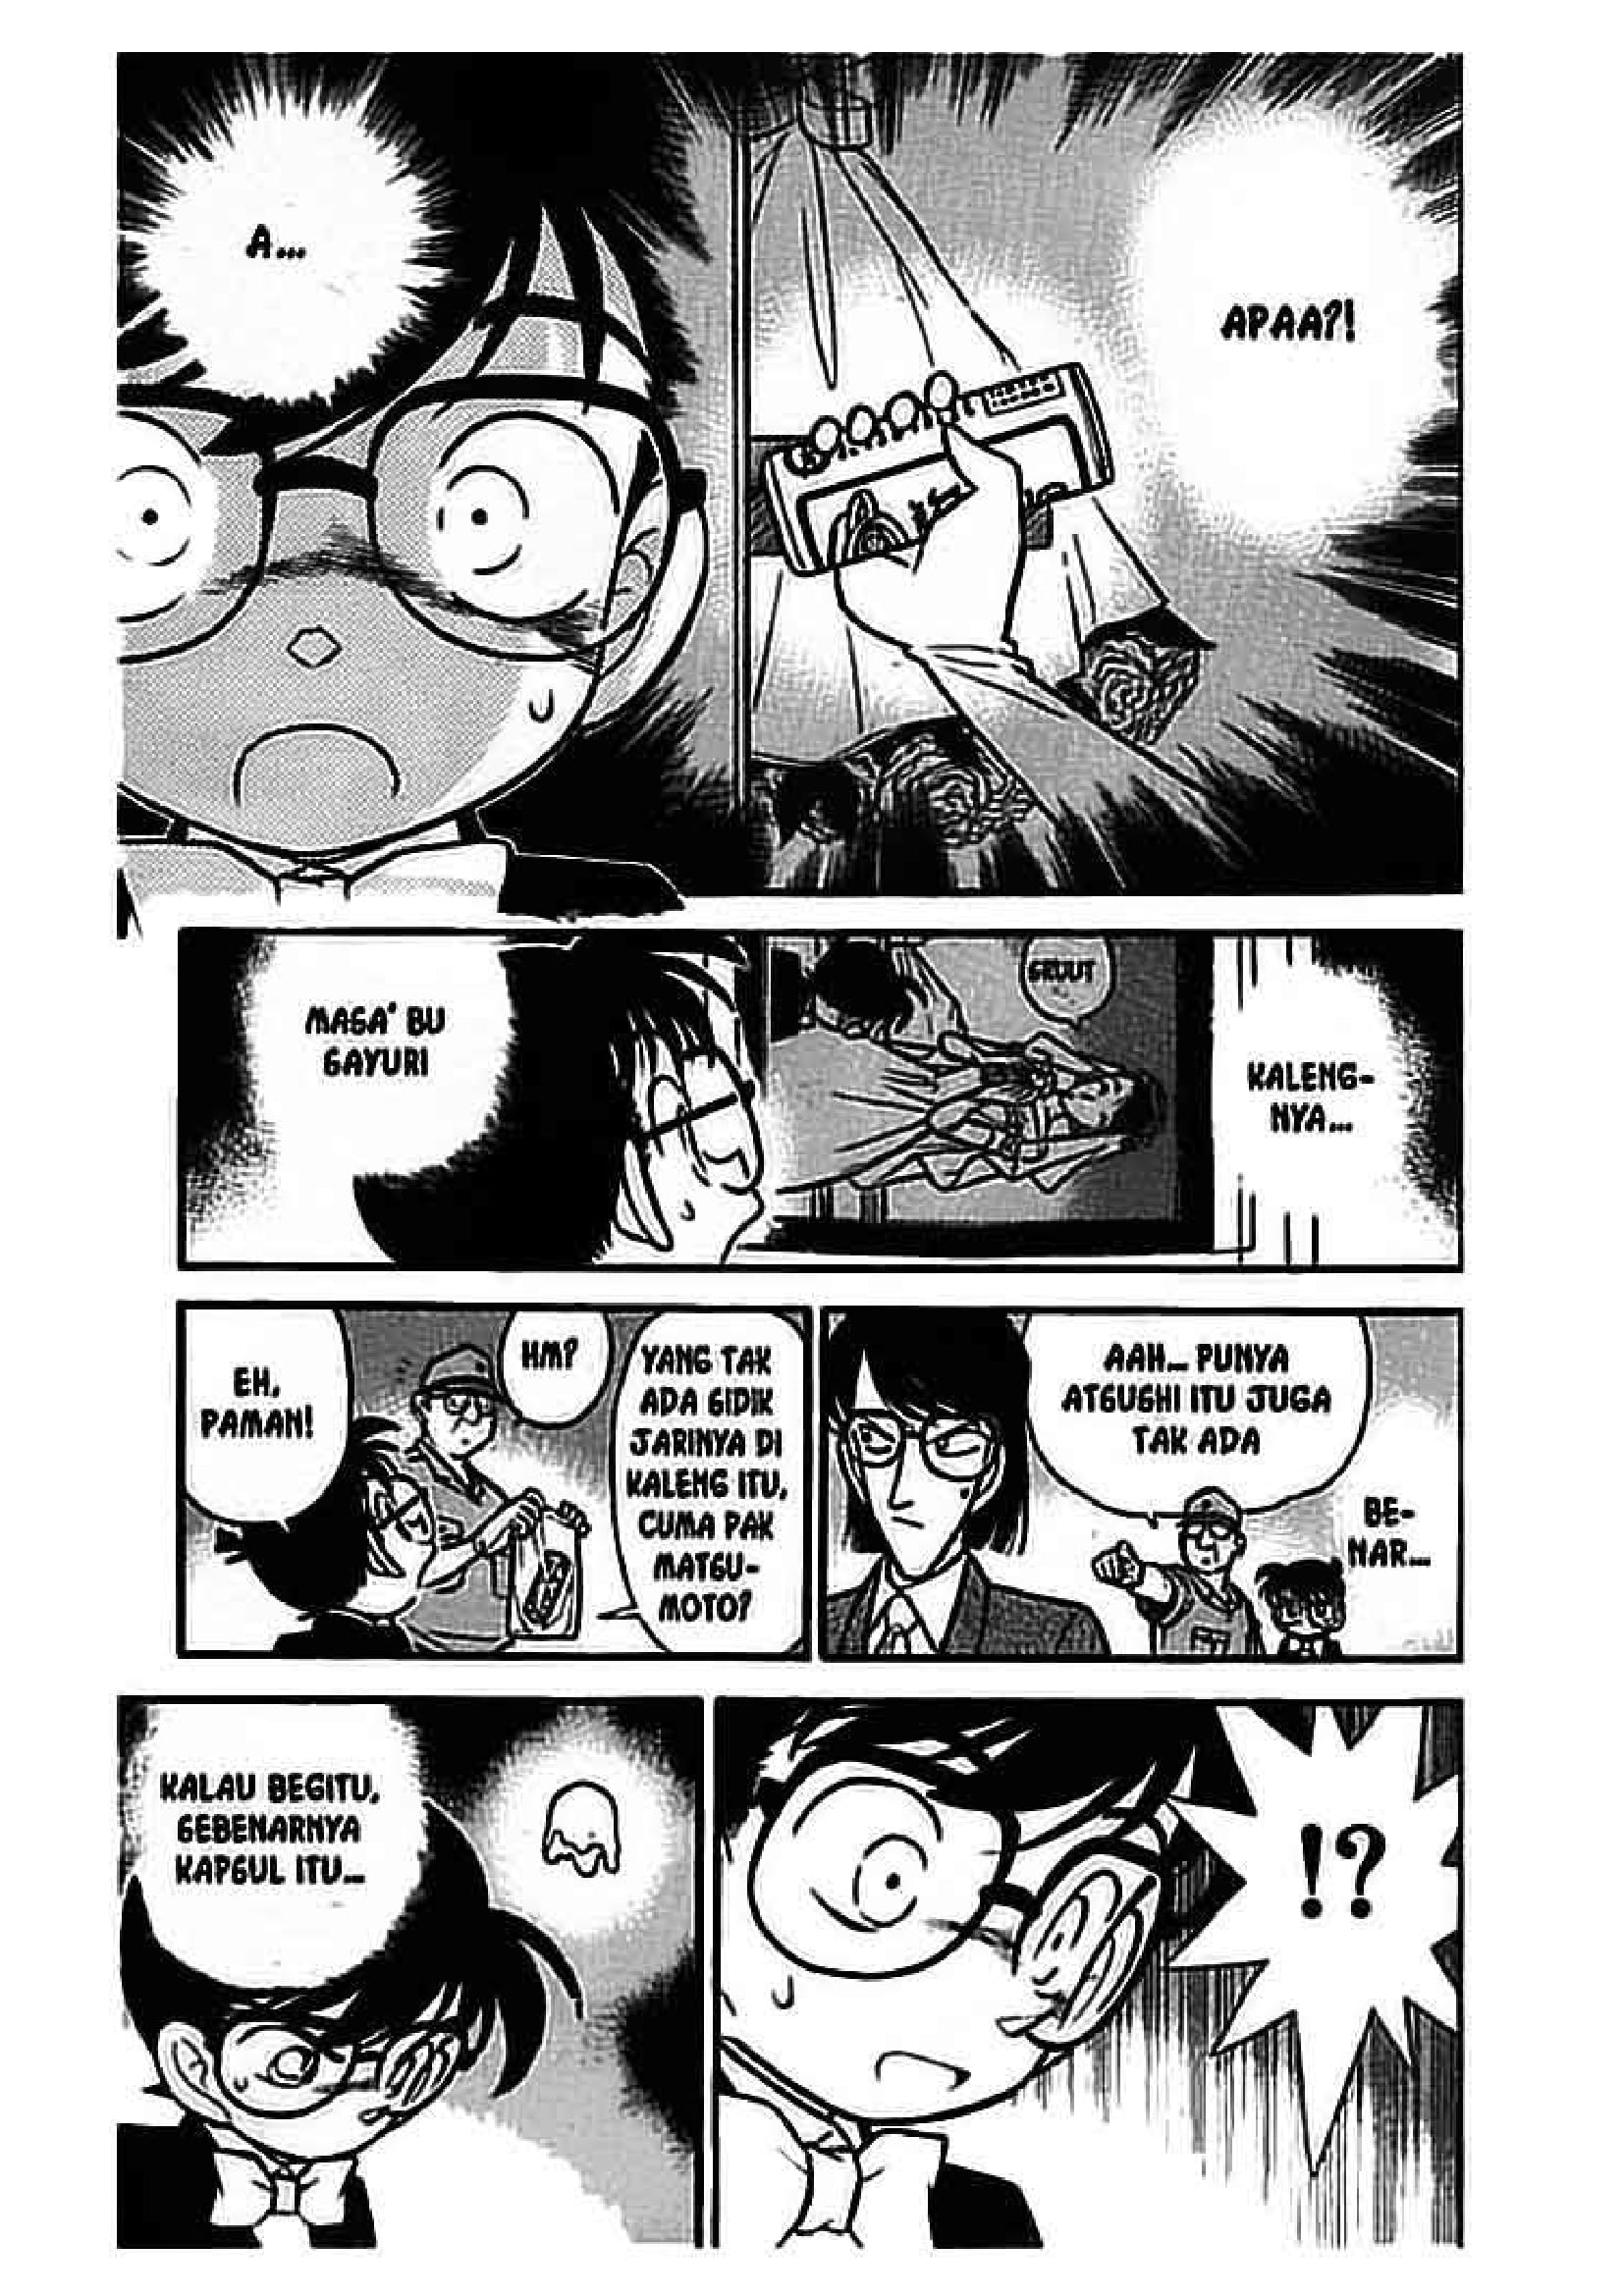 A...
APAA?!
MASA' BU
SAYURI
SRUUT
KALENG-
NYA...
EH,
PAMAN!
HM?
YANG TAK
ADA SIDIK
JARINYA DI
KALENG ITU,
CUMA PAK
MATSU-
MOTO?
AAH... PUNYA
ATSUSHI ITU JUGA
TAK ADA
BE-
NAR...
KALAU BEGITU,
SEBENARNYA
KAPSUL ITU...
!?